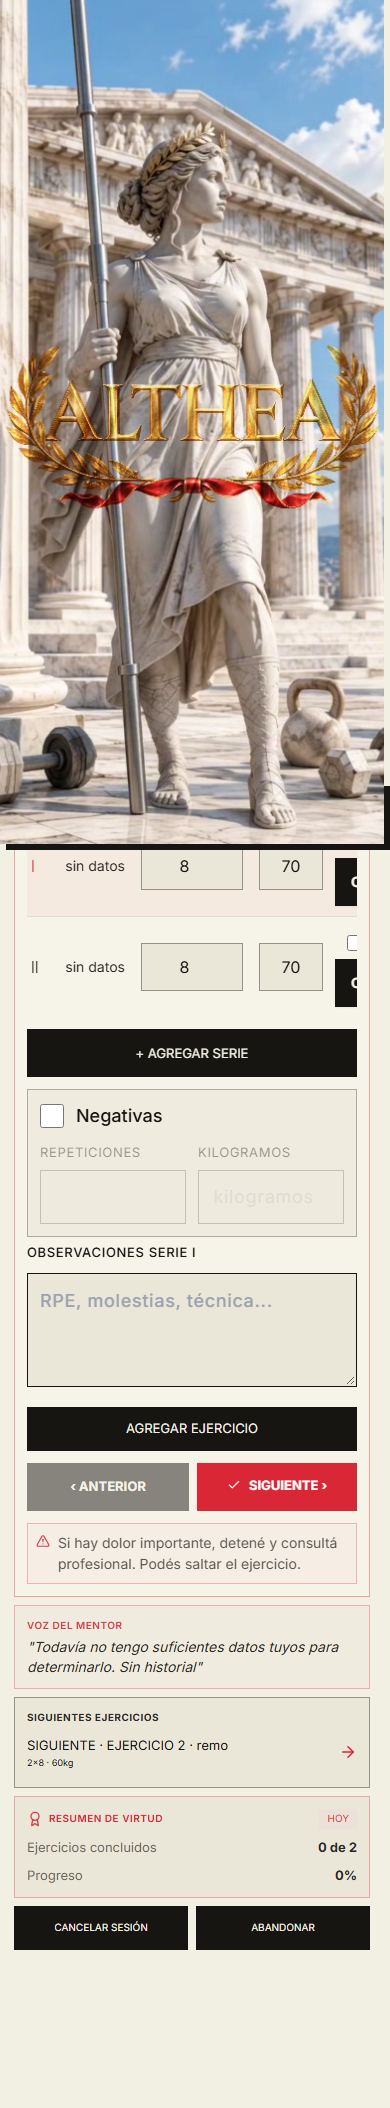 ALTHEA
I sin datos 8 70
II sin datos 8 70
+ AGREGAR SERIE
Negativas
REPETICIONES KILOGRAMOS
kilogramos
OBSERVACIONES SERIE I
RPE, molestias, técnica...
AGREGAR EJERCICIO
‹ ANTERIOR SIGUIENTE ›
Si hay dolor importante, detené y consultá
profesional. Podés saltar el ejercicio.
VOZ DEL MENTOR
"Todavía no tengo suficientes datos tuyos para
determinarlo. Sin historial"
SIGUIENTES EJERCICIOS
SIGUIENTE · EJERCICIO 2 · remo
2×8 · 60kg
RESUMEN DE VIRTUD HOY
Ejercicios concluidos 0 de 2
Progreso 0%
CANCELAR SESIÓN ABANDONAR